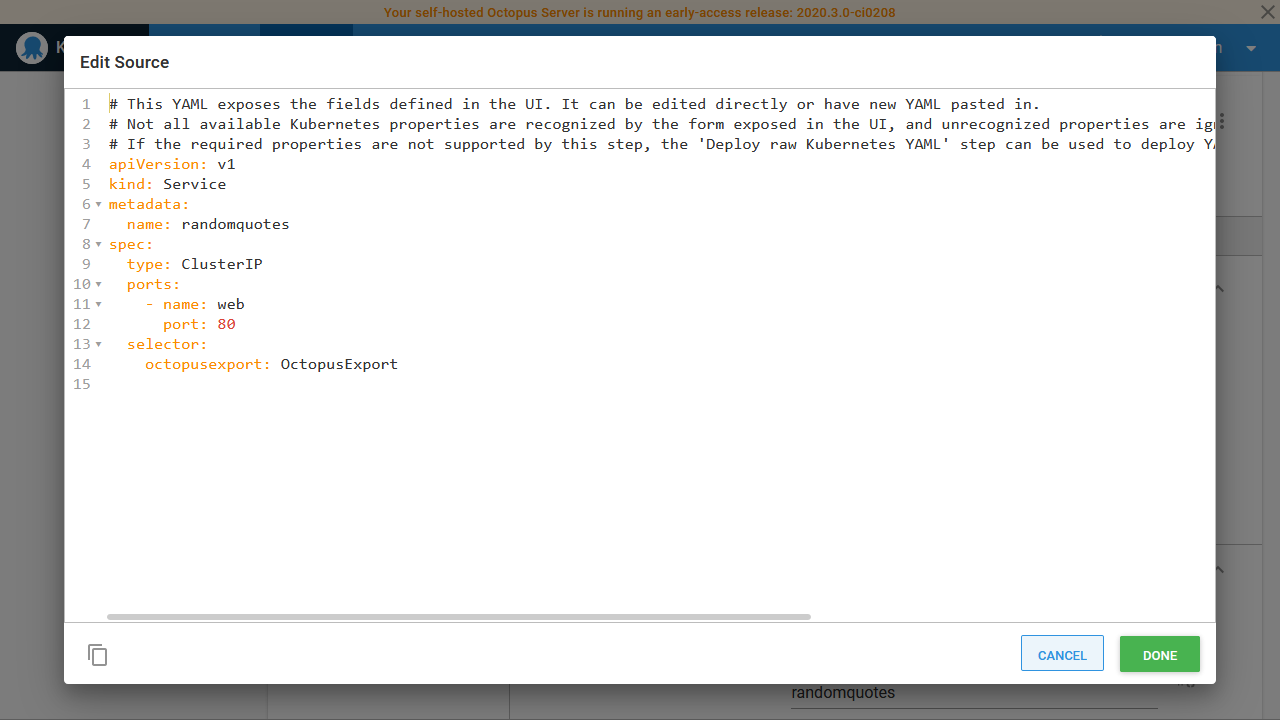 Your self-hosted Octopus Server is running an early-access release: 2020.3.0-ci0208
K
Edit Source
1 # This YAML exposes the fields defined in the UI. It can be edited directly or have new YAML pasted in.
2 # Not all available Kubernetes properties are recognized by the form exposed in the UI, and unrecognized properties are ig
3 # If the required properties are not supported by this step, the 'Deploy raw Kubernetes YAML' step can be used to deploy Y
4 apiVersion: v1
5 kind: Service
6 metadata:
7   name: randomquotes
8 spec:
9   type: ClusterIP
10   ports:
11     - name: web
12       port: 80
13   selector:
14     octopusexport: OctopusExport
15
CANCEL DONE
randomquotes